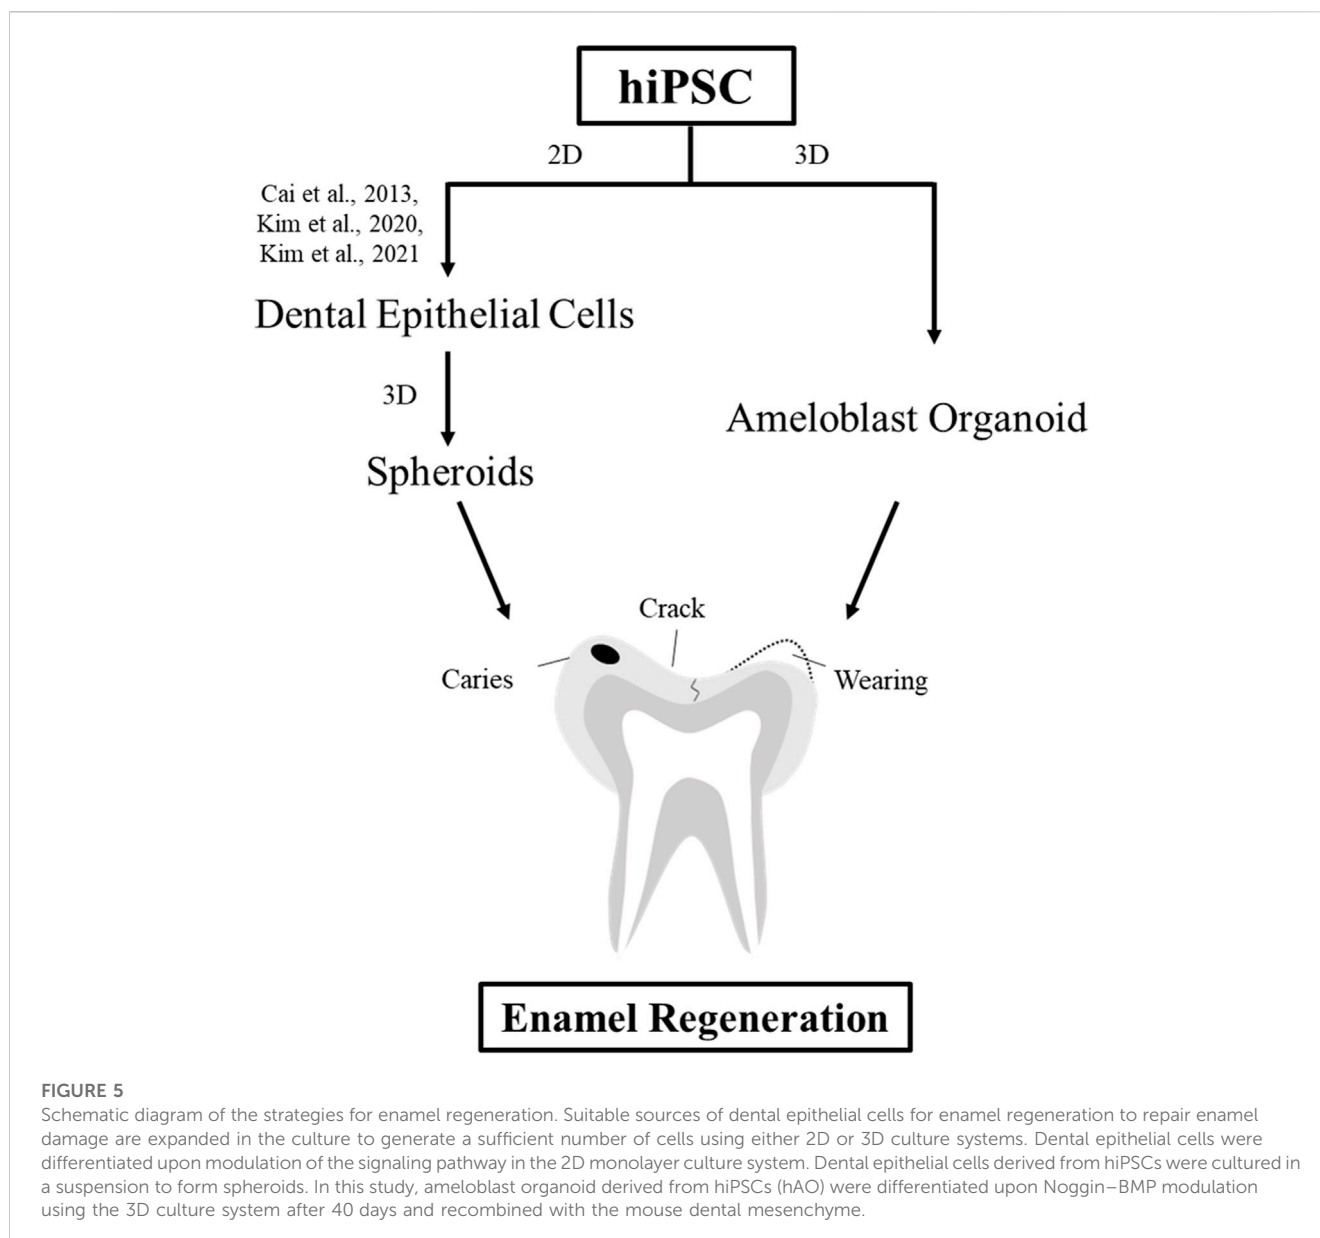 hiPSC
2D
3D
Cai et al., 2013,
Kim et al., 2020,
Kim et al., 2021
Dental Epithelial Cells
3D
Ameloblast Organoid
Spheroids
Crack
Caries
Wearing
Enamel Regeneration
FIGURE 5
Schematic diagram of the strategies for enamel regeneration. Suitable sources of dental epithelial cells for enamel regeneration to repair enamel
damage are expanded in the culture to generate a sufficient number of cells using either 2D or 3D culture systems. Dental epithelial cells were
differentiated upon modulation of the signaling pathway in the 2D monolayer culture system. Dental epithelial cells derived from hiPSCs were cultured in
a suspension to form spheroids. In this study, ameloblast organoid derived from hiPSCs (hAO) were differentiated upon Noggin–BMP modulation
using the 3D culture system after 40 days and recombined with the mouse dental mesenchyme.